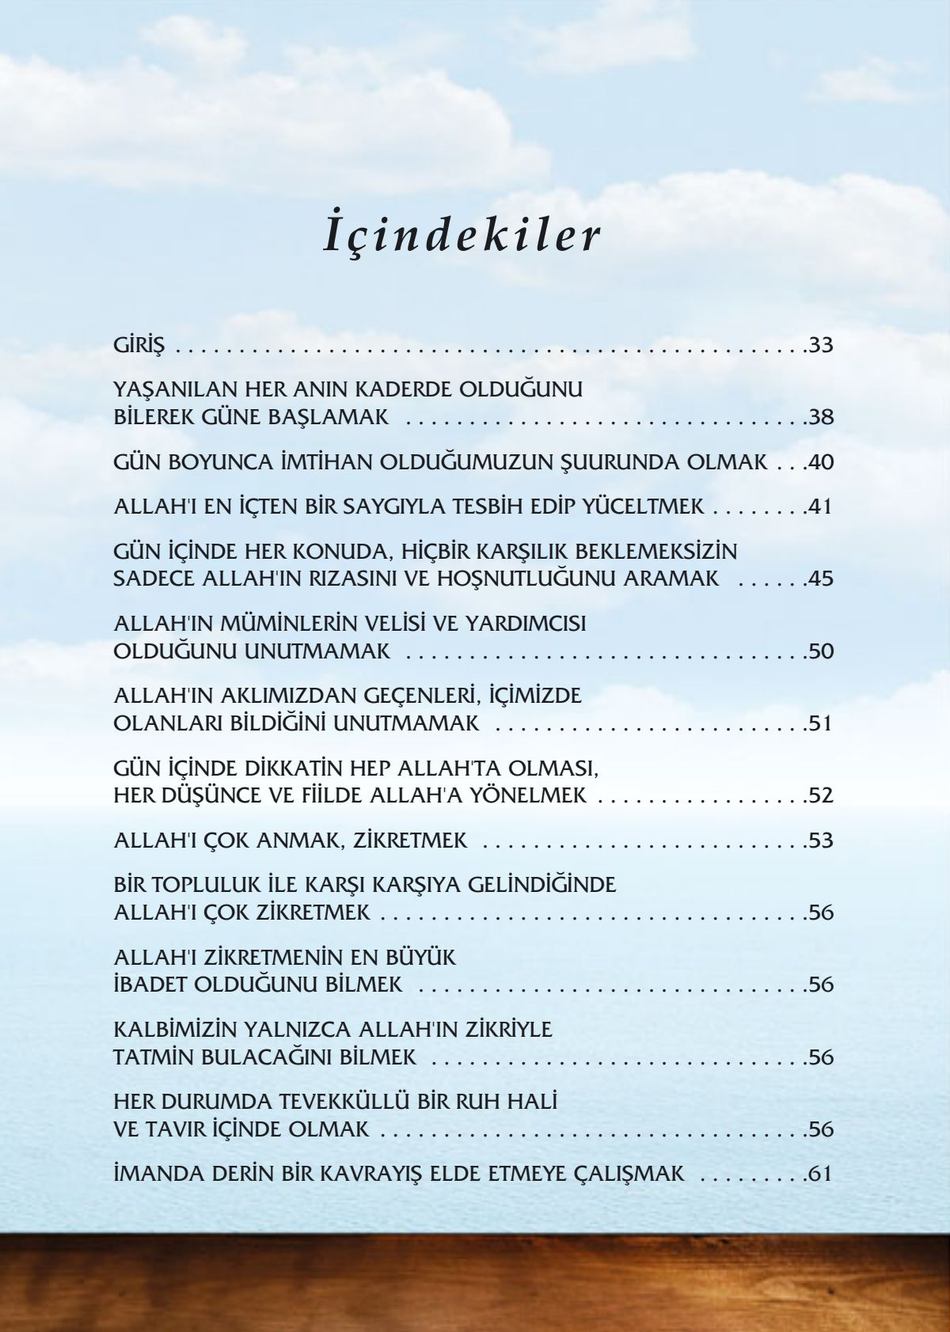 İçindekiler
GİRİŞ . . . . . . . . . . . . . . . . . . . . . . . . . . . . . . . . . . . . . . . . . . . . . . . . . . . . . . . . . . . .33
YAŞANILAN HER ANIN KADERDE OLDUĞUNU
BİLEREK GÜNE BAŞLAMAK . . . . . . . . . . . . . . . . . . . . . . . . . . . . . . . . . . . . . .38
GÜN BOYUNCA İMTİHAN OLDUĞUMUZUN ŞUURUNDA OLMAK . . .40
ALLAH'I EN İÇTEN BİR SAYGIYLA TESBİH EDİP YÜCELTMEK . . . . . . . . .41
GÜN İÇİNDE HER KONUDA, HİÇBİR KARŞILIK BEKLEMEKSİZİN
SADECE ALLAH'IN RIZASINI VE HOŞNUTLUĞUNU ARAMAK . . . . . .45
ALLAH'IN MÜMİNLERİN VELİSİ VE YARDIMCISI
OLDUĞUNU UNUTMAMAK . . . . . . . . . . . . . . . . . . . . . . . . . . . . . . . . . . . . . .50
ALLAH'IN AKLIMIZDAN GEÇENLERİ, İÇİMİZDE
OLANLARI BİLDİĞİNİ UNUTMAMAK . . . . . . . . . . . . . . . . . . . . . . . . . . . . .51
GÜN İÇİNDE DİKKATİN HEP ALLAH'TA OLMASI,
HER DÜŞÜNCE VE FİİLDE ALLAH'A YÖNELMEK . . . . . . . . . . . . . . . . . . . .52
ALLAH'I ÇOK ANMAK, ZİKRETMEK . . . . . . . . . . . . . . . . . . . . . . . . . . . . . . .53
BİR TOPLULUK İLE KARŞI KARŞIYA GELİNDİĞİNDE
ALLAH'I ÇOK ZİKRETMEK . . . . . . . . . . . . . . . . . . . . . . . . . . . . . . . . . . . . . . . .56
ALLAH'I ZİKRETMENİN EN BÜYÜK
İBADET OLDUĞUNU BİLMEK . . . . . . . . . . . . . . . . . . . . . . . . . . . . . . . . . . . . .56
KALBİMİZİN YALNIZCA ALLAH'IN ZİKRİYLE
TATMİN BULACAĞINI BİLMEK . . . . . . . . . . . . . . . . . . . . . . . . . . . . . . . . . . . .56
HER DURUMDA TEVEKKÜLLÜ BİR RUH HALİ
VE TAVIR İÇİNDE OLMAK . . . . . . . . . . . . . . . . . . . . . . . . . . . . . . . . . . . . . . . .56
İMANDA DERİN BİR KAVRAYIŞ ELDE ETMEYE ÇALIŞMAK . . . . . . . . .61